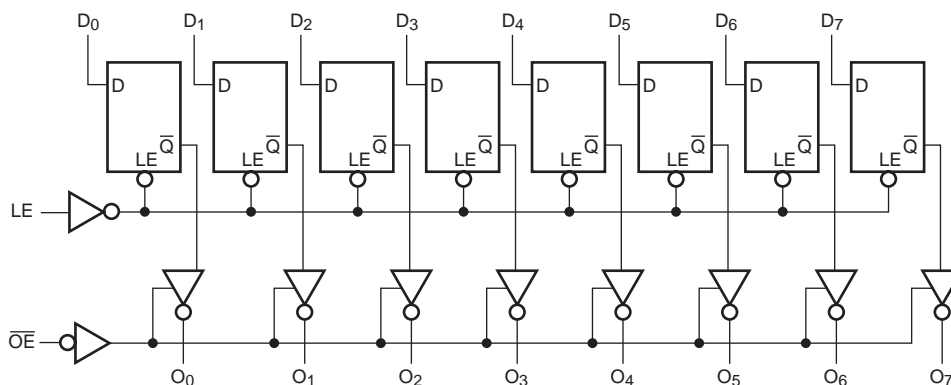 D₀ D₁ D₂ D₃ D₄ D₅ D₆ D₇
D D D D D D D D
Q̅ Q̅ Q̅ Q̅ Q̅ Q̅ Q̅ Q̅
LE LE LE LE LE LE LE LE
LE
O̅E̅
O₀ O₁ O₂ O₃ O₄ O₅ O₆ O₇